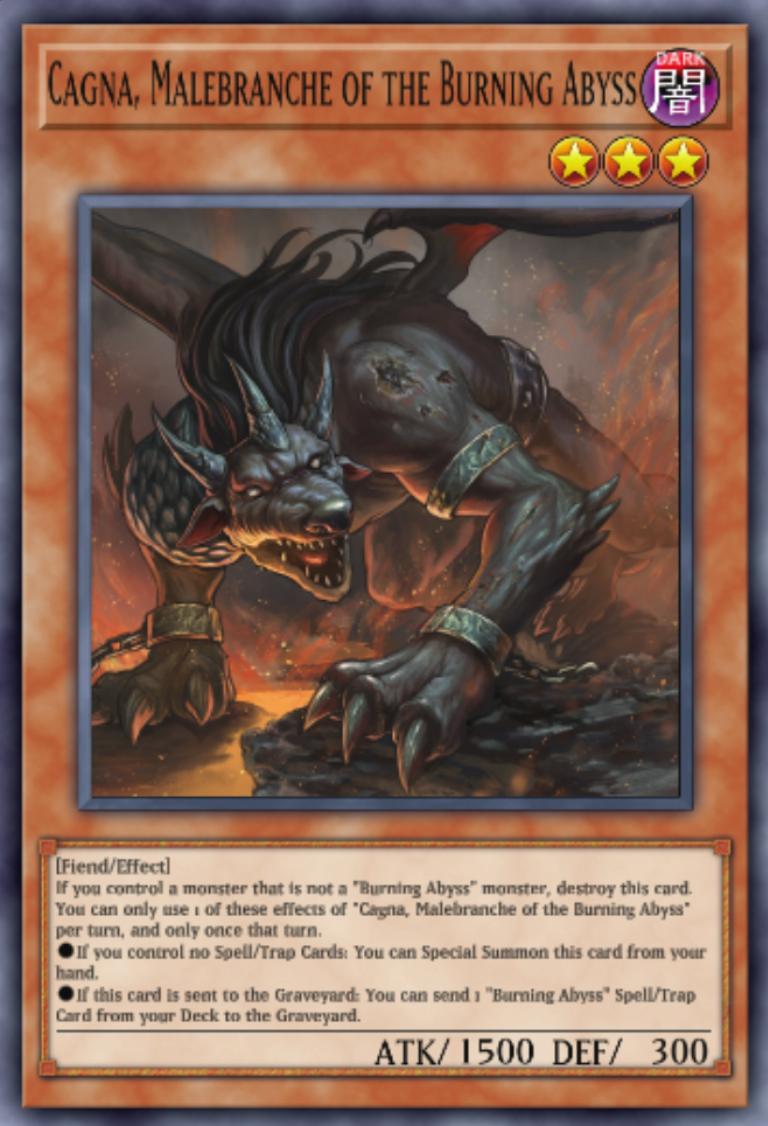 CAGNA, MALEBRANCHE OF THE BURNING ABYSS
DARK
闇
[Fiend/Effect]
If you control a monster that is not a "Burning Abyss" monster, destroy this card.
You can only use 1 of these effects of "Cagna, Malebranche of the Burning Abyss"
per turn, and only once that turn.
●If you control no Spell/Trap Cards: You can Special Summon this card from your
hand.
●If this card is sent to the Graveyard: You can send 1 "Burning Abyss" Spell/Trap
Card from your Deck to the Graveyard.
ATK/ 1500 DEF/ 300